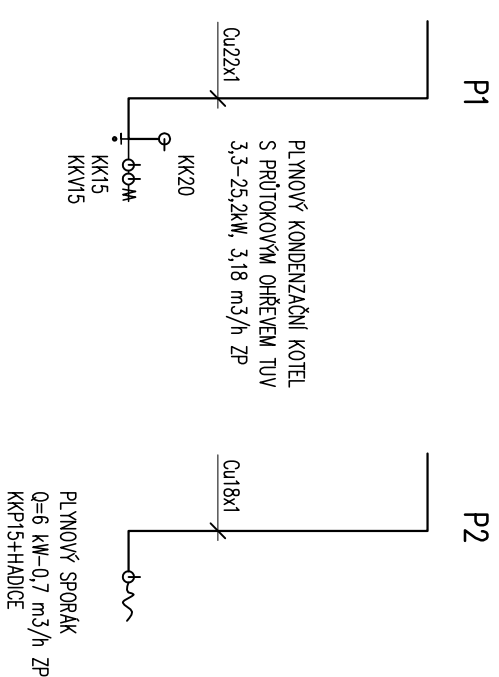 P1
Cu22x1
PLYNOVÝ KONDENZAČNÍ KOTEL
S PRŮTOKOVÝM OHŘEVEM TUV
3,3-25,2kW, 3,18 m3/h ZP
KK20
KK15
KKV15
P2
Cu18x1
PLYNOVÝ SPORÁK
Q=6 kW-0,7 m3/h ZP
KKP15+HADICE